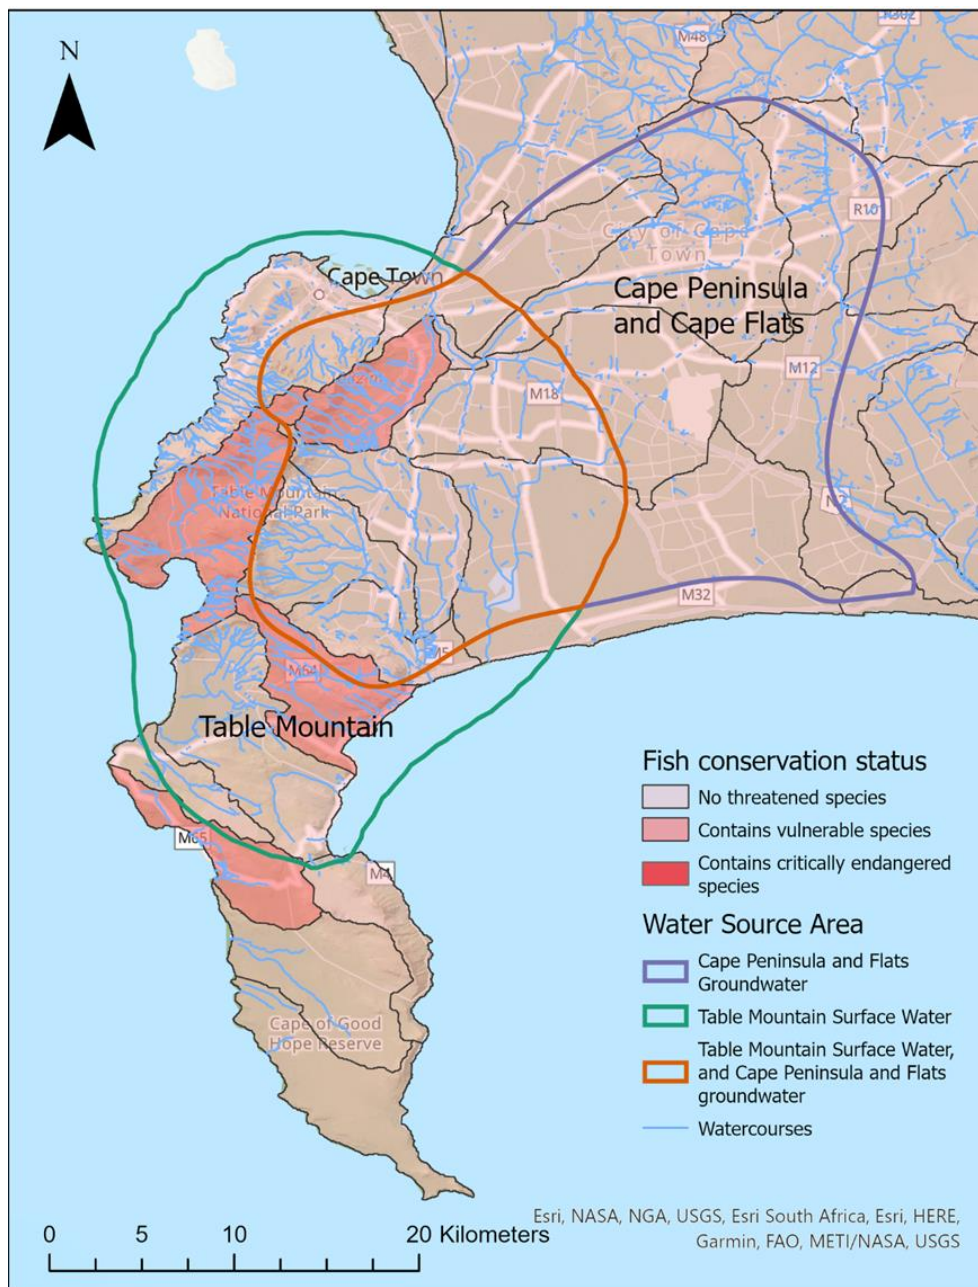 R302
M48
N
R101
City of Cape
Town
Cape Town
Cape Peninsula
and Cape Flats
M12
M18
Table Mountain
National Park
N2
M32
M5
M64
Table Mountain
Fish conservation status
No threatened species
Contains vulnerable species
Contains critically endangered
species
M65
M4
Water Source Area
Cape Peninsula and Flats
Groundwater
Table Mountain Surface Water
Table Mountain Surface Water,
and Cape Peninsula and Flats
groundwater
Watercourses
Cape of Good
Hope Reserve
0 5 10 20 Kilometers
Esri, NASA, NGA, USGS, Esri South Africa, Esri, HERE,
Garmin, FAO, METI/NASA, USGS